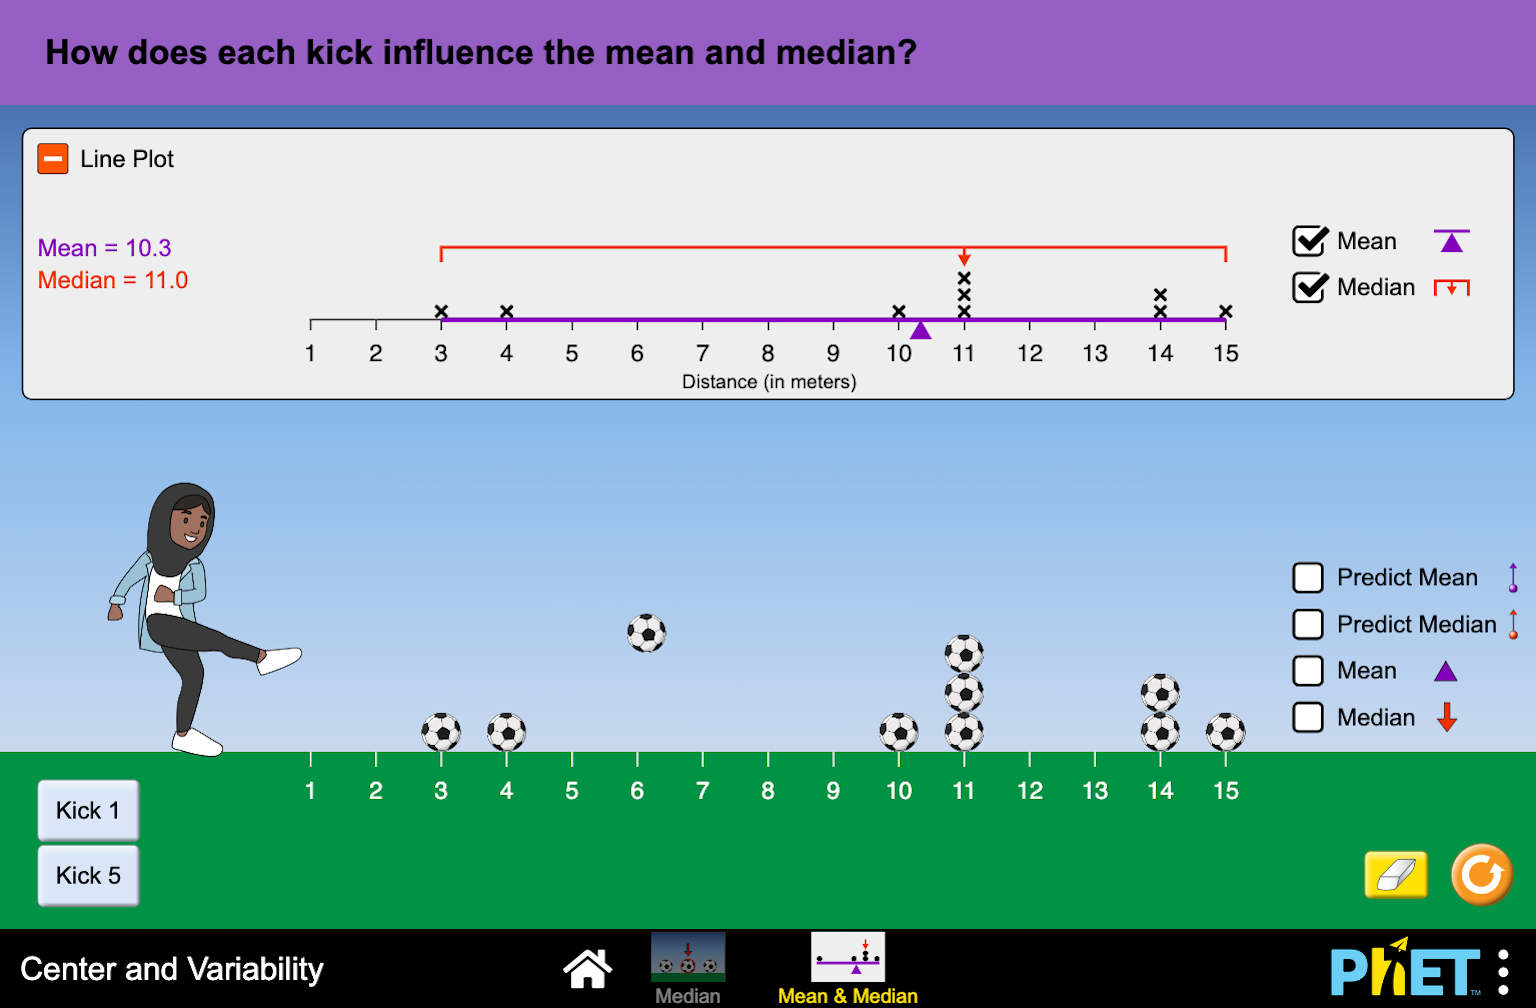 How does each kick influence the mean and median?
Line Plot
Mean = 10.3
Median = 11.0
Mean
Median
1 2 3 4 5 6 7 8 9 10 11 12 13 14 15
Distance (in meters)
Predict Mean
Predict Median
Mean
Median
1 2 3 4 5 6 7 8 9 10 11 12 13 14 15
Kick 1
Kick 5
Center and Variability
Median
Mean & Median
PhET™